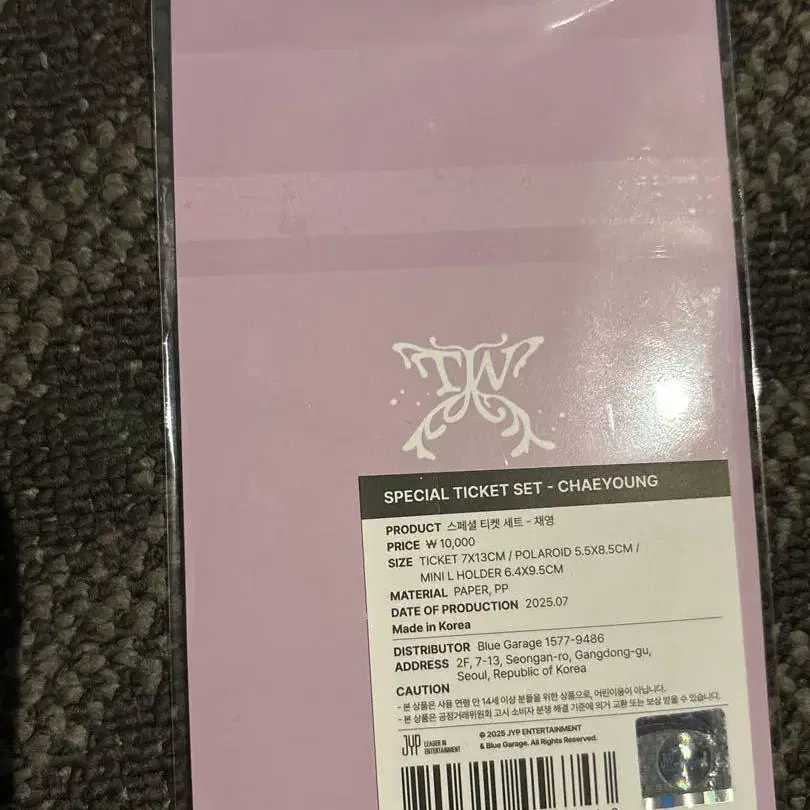 TW
SPECIAL TICKET SET - CHAEYOUNG
PRODUCT 스페셜 티켓 세트 - 채영
PRICE ₩ 10,000
SIZE TICKET 7X13CM / POLAROID 5.5X8.5CM /
MINI L HOLDER 6.4X9.5CM
MATERIAL PAPER, PP
DATE OF PRODUCTION 2025.07
Made in Korea
DISTRIBUTOR Blue Garage 1577-9486
ADDRESS 2F, 7-13, Seongan-ro, Gangdong-gu,
Seoul, Republic of Korea
CAUTION
- 본 상품은 사용 연령 만 14세 이상 분들을 위한 상품으로, 어린이용이 아닙니다.
- 본 상품은 공정거래위원회 고시 소비자 분쟁 해결 기준에 의거 교환 또는 보상 받을 수 있습니다.
JYP LEADER IN
ENTERTAINMENT
© 2025 JYP ENTERTAINMENT
& Blue Garage. All Rights Reserved.